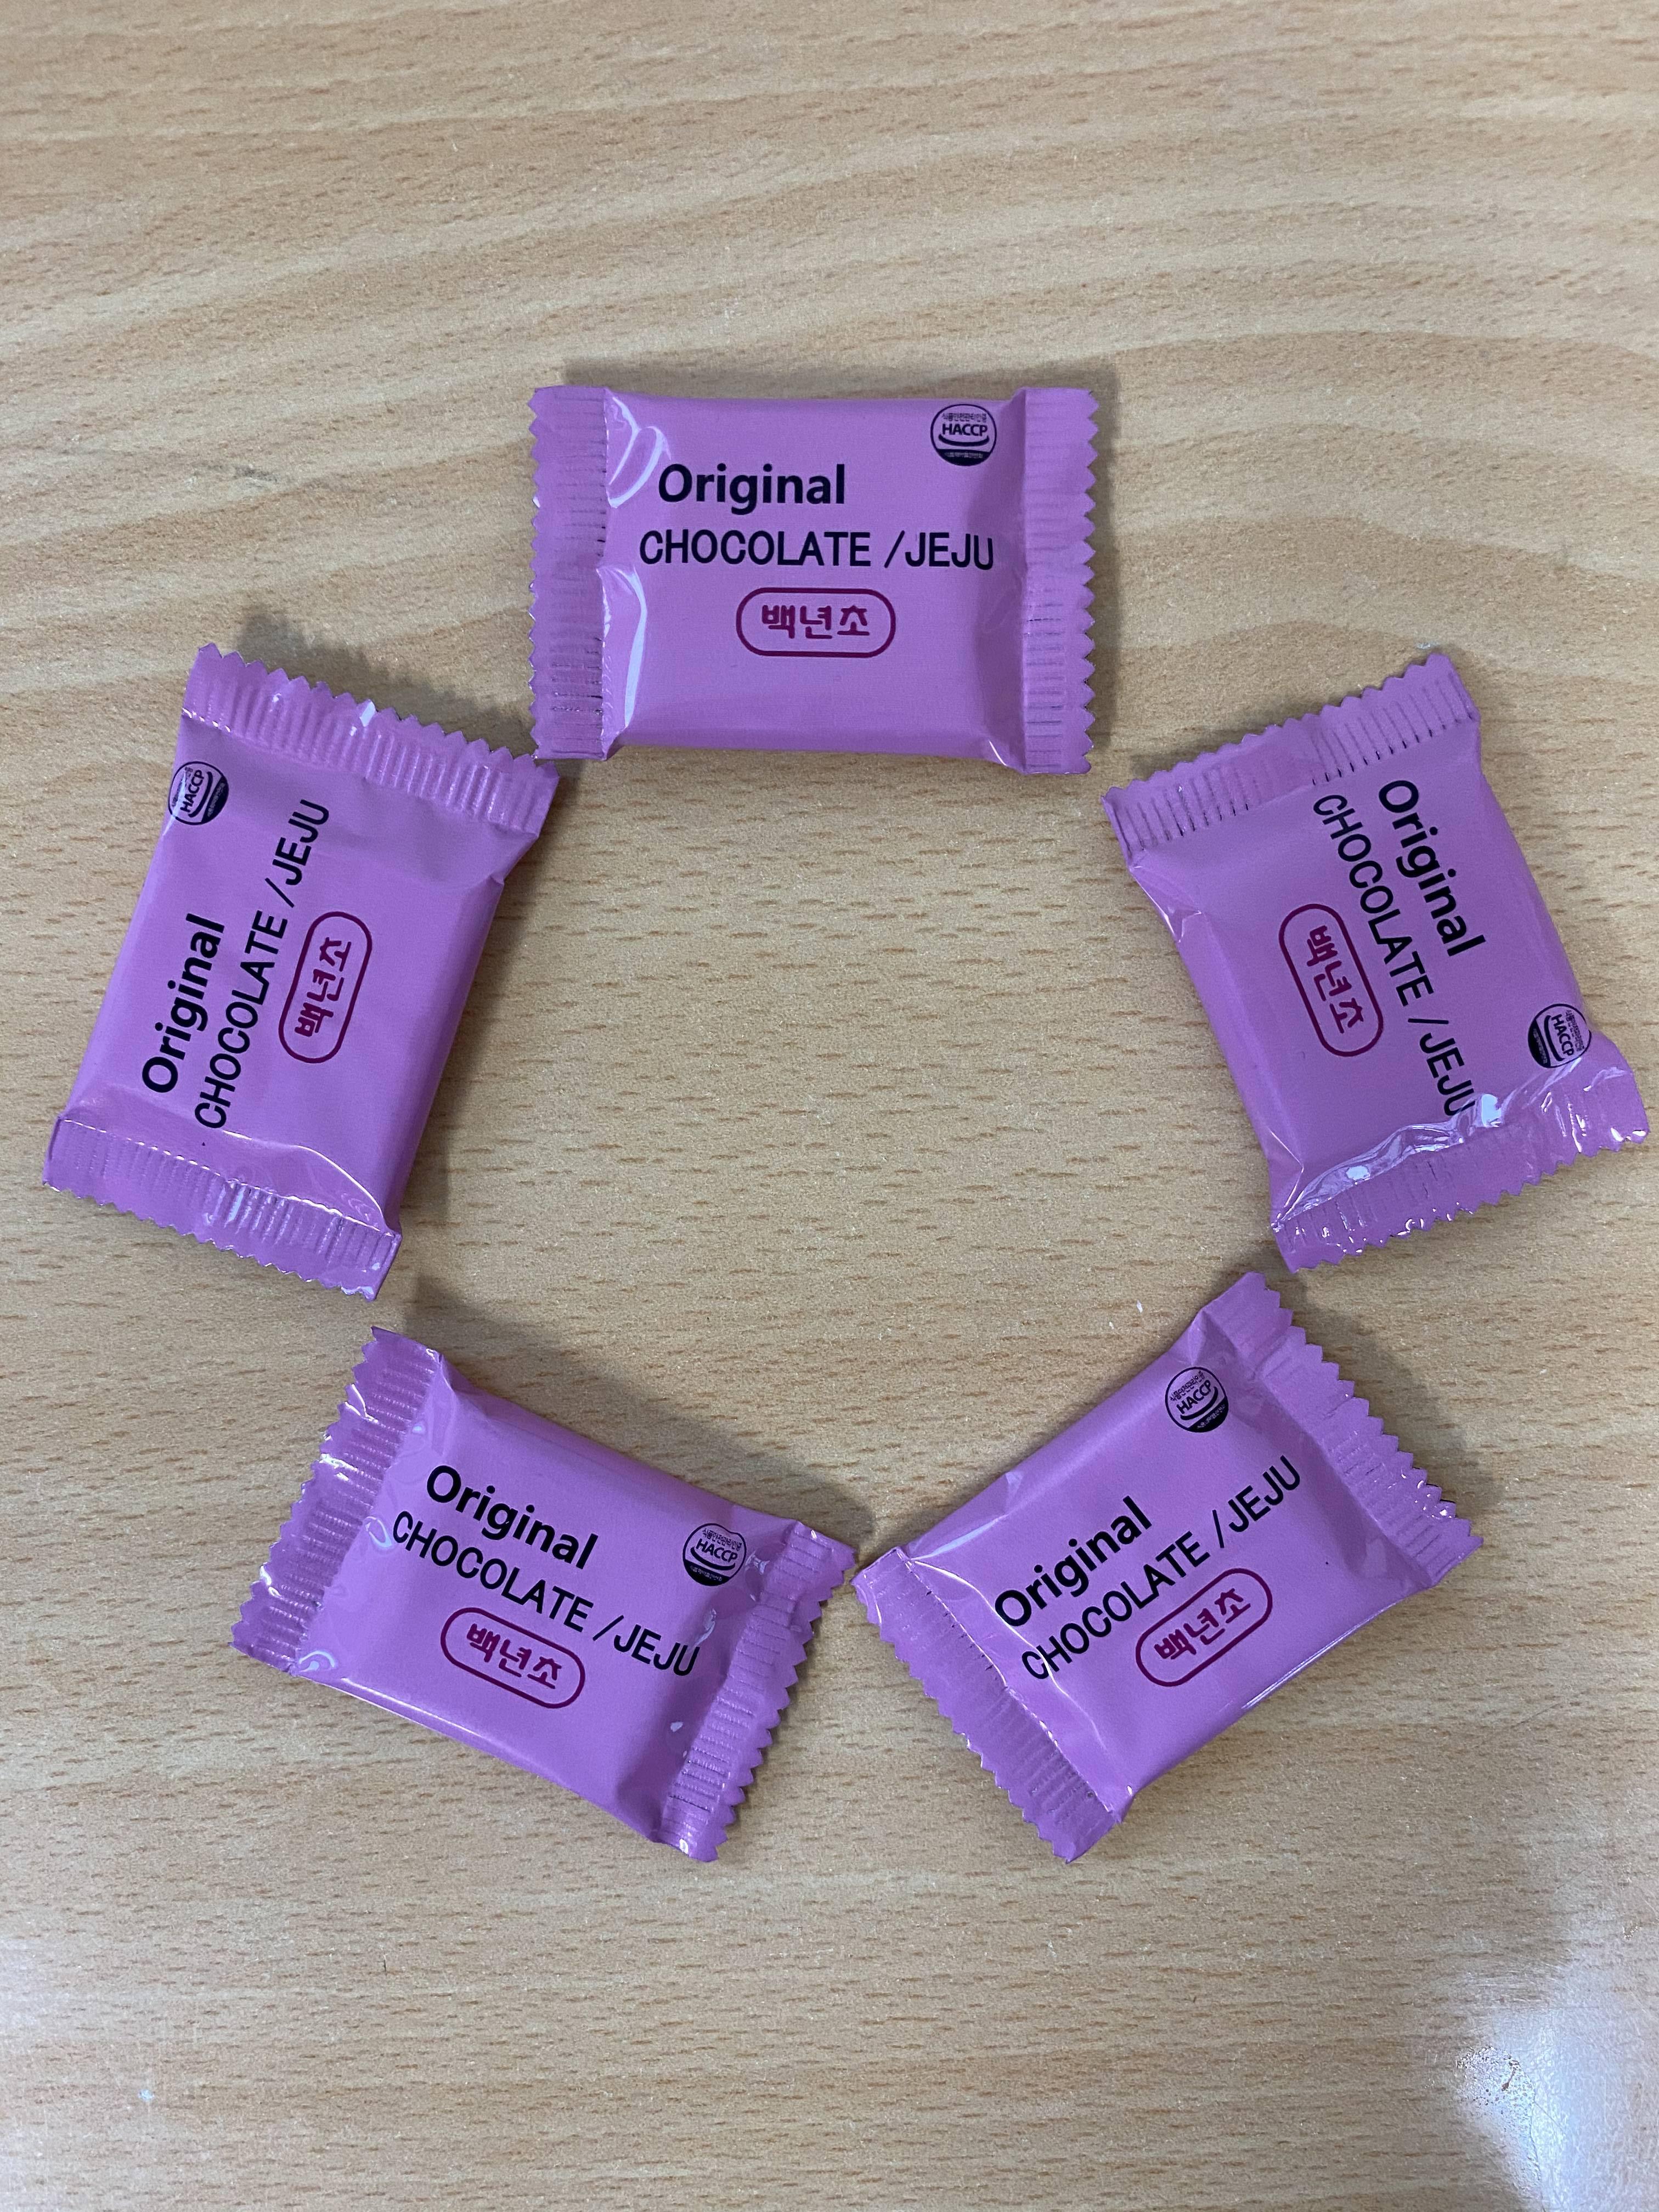 HACCP
Original
CHOCOLATE /JEJU
백년초
HACCP
Original
CHOCOLATE /JEJU
백년초
Original
CHOCOLATE /JEJU
백년초
HACCP
Original
HACCP
CHOCOLATE /JEJU
백년초
HACCP
Original
CHOCOLATE /JEJU
백년초